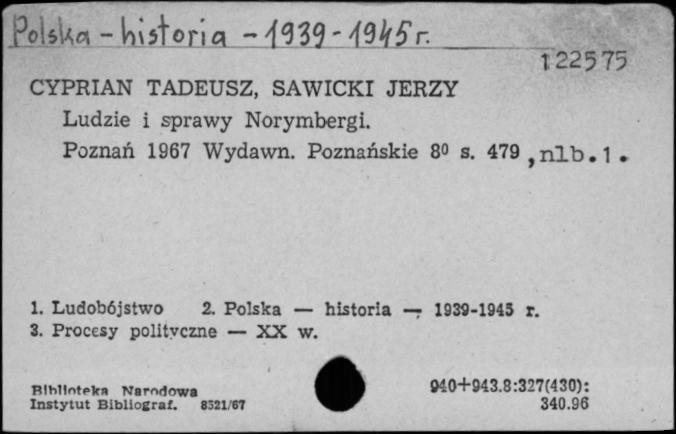 Polska - historia - 1939-1945 r.
122575
CYPRIAN TADEUSZ, SAWICKI JERZY
Ludzie i sprawy Norymbergi.
Poznań 1967 Wydawn. Poznańskie 8⁰ s. 479 , nlb.1.
1. Ludobójstwo 2. Polska — historia — 1939-1945 r.
3. Procesy polityczne — XX w.
Biblioteka Narodowa
Instytut Bibliograf. 8521/67
940+943.8:327(430):
340.96